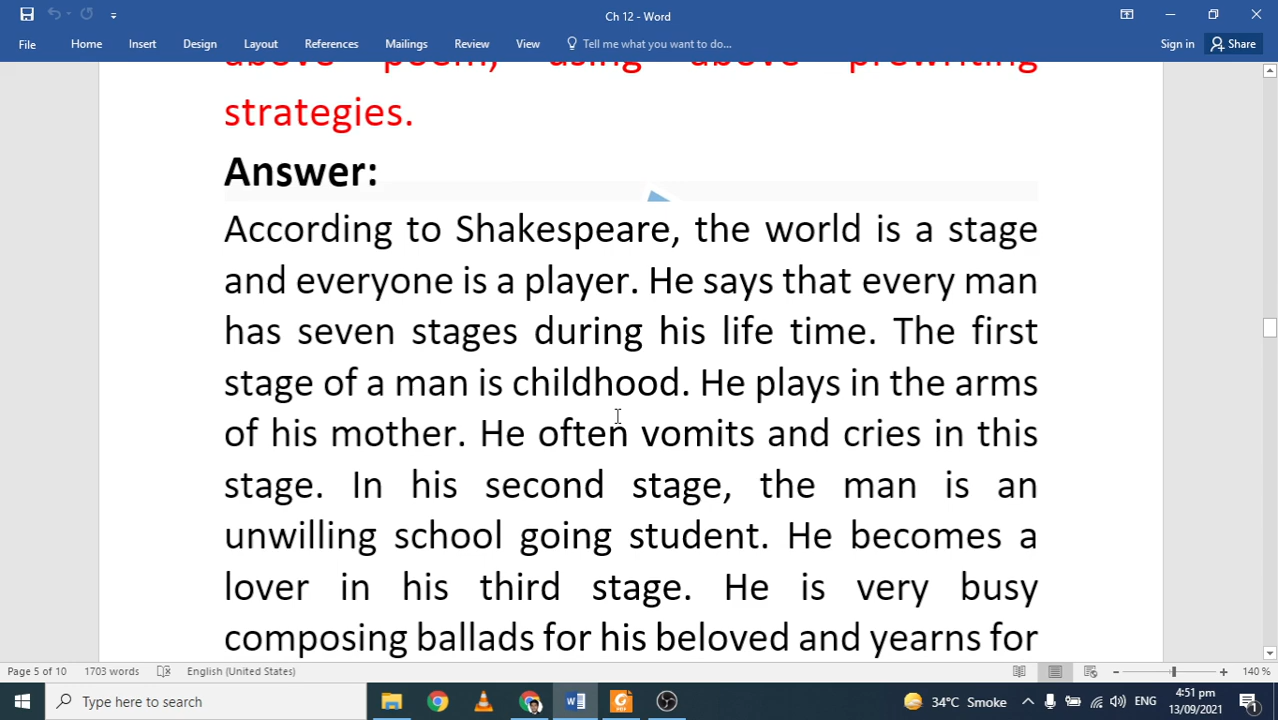 Ch 12 - Word
File Home Insert Design Layout References Mailings Review View Tell me what you want to do... Sign in Share
above poem, using above prewriting
strategies.
Answer:
According to Shakespeare, the world is a stage
and everyone is a player. He says that every man
has seven stages during his life time. The first
stage of a man is childhood. He plays in the arms
of his mother. He often vomits and cries in this
stage. In his second stage, the man is an
unwilling school going student. He becomes a
lover in his third stage. He is very busy
composing ballads for his beloved and yearns for
Page 5 of 10 1703 words English (United States) 140 %
Type here to search 34°C Smoke ENG 4:51 pm
13/09/2021